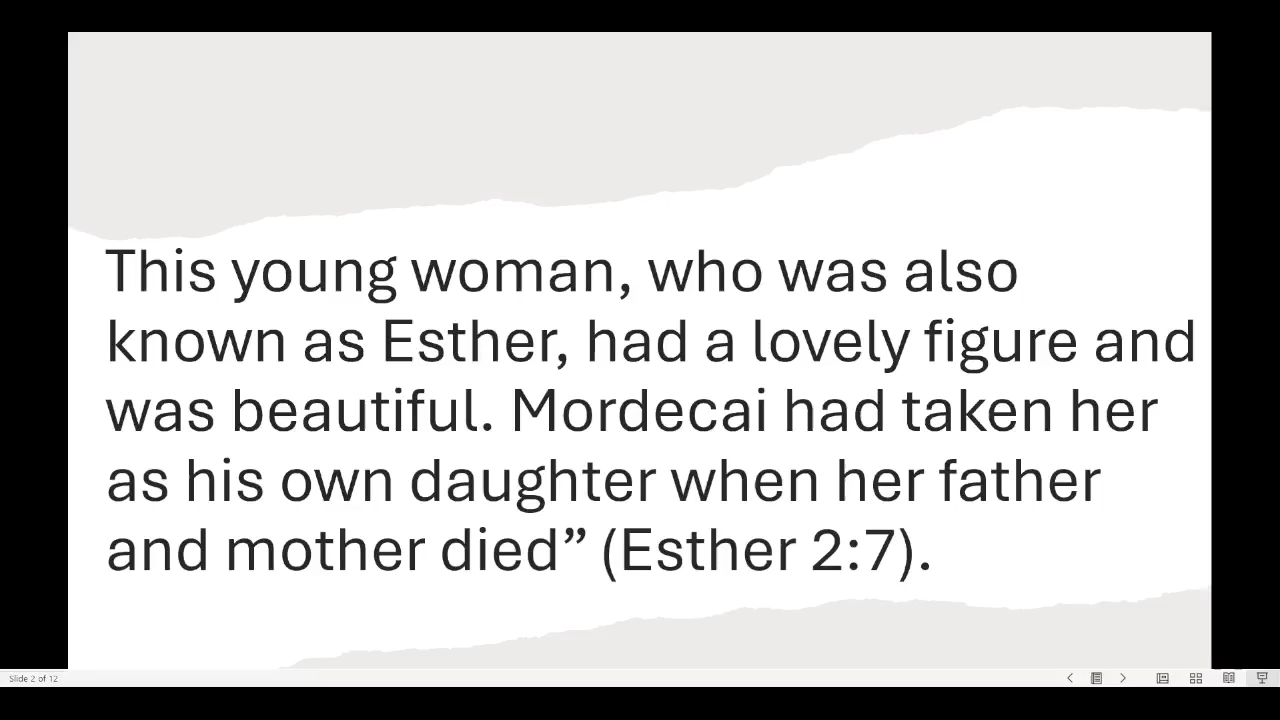 This young woman, who was also
known as Esther, had a lovely figure and
was beautiful. Mordecai had taken her
as his own daughter when her father
and mother died” (Esther 2:7).
Slide 2 of 12